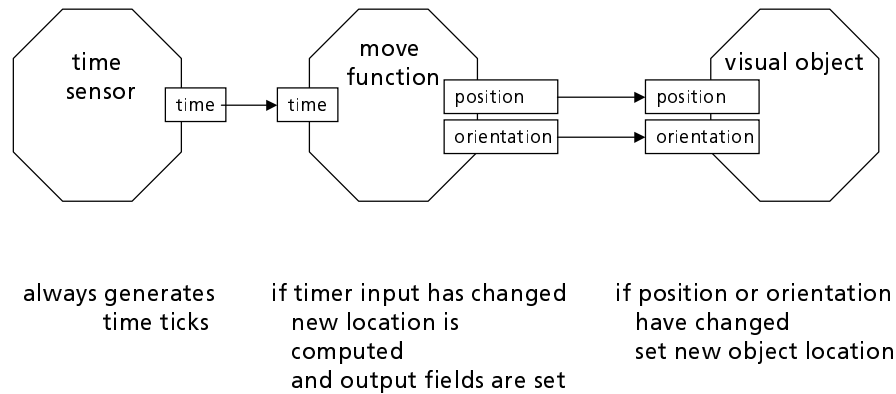 time
sensor
time
time
move
function
position
orientation
position
orientation
visual object
always generates
time ticks
if timer input has changed
new location is
computed
and output fields are set
if position or orientation
have changed
set new object location